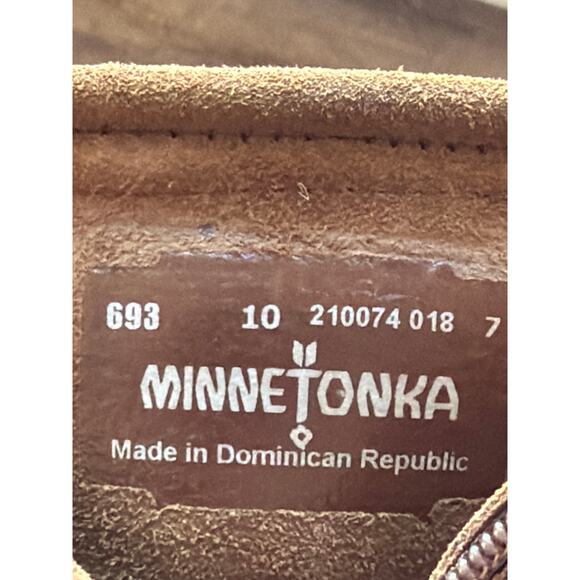 693 10 210074 018 7
MINNETONKA
Made in Dominican Republic